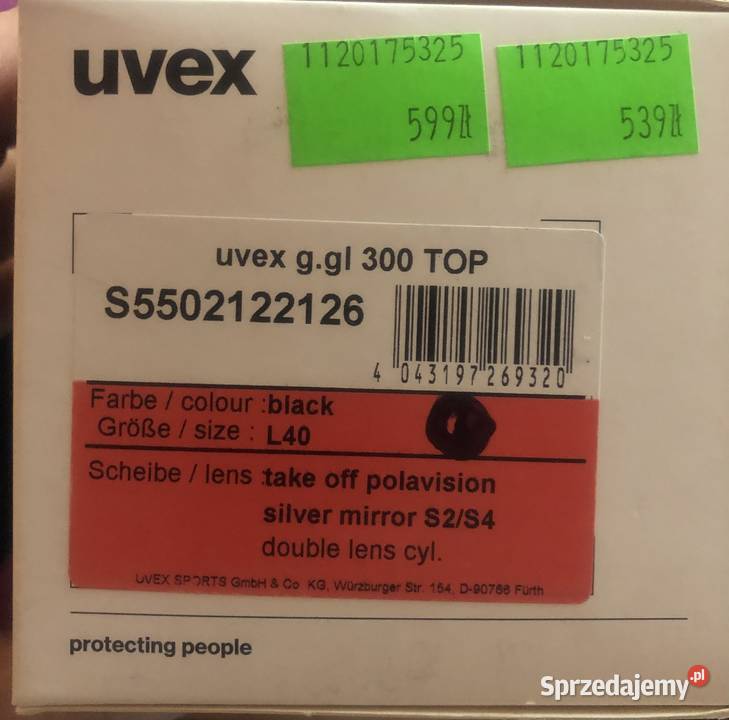 uvex
1120175325
599zł
1120175325
539zł
uvex g.gl 300 TOP
S5502122126
4 043197 269320
Farbe / colour : black
Größe / size : L40
Scheibe / lens : take off polavision
silver mirror S2/S4
double lens cyl.
UVEX SPORTS GmbH & Co. KG, Würzburger Str. 154, D-90766 Fürth
protecting people
Sprzedajemy.pl